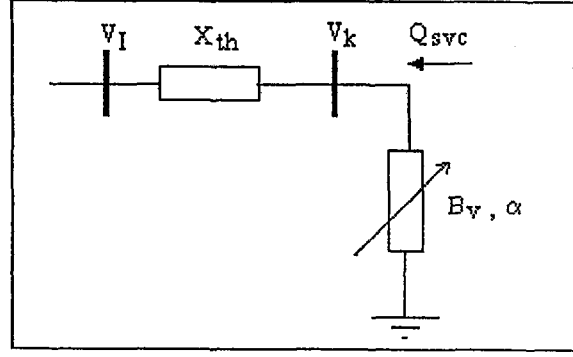 V_I X_th V_k Q_svc
B_v , α